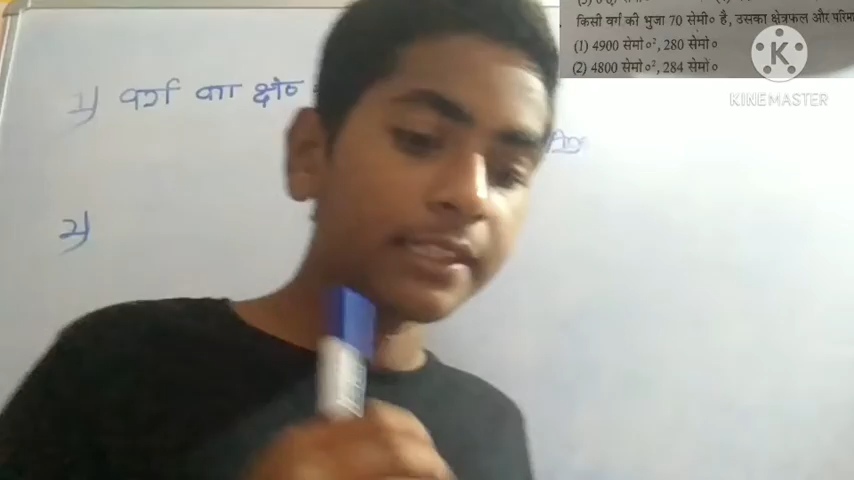 किसी वर्ग की भुजा 70 सेमी० है, उसका क्षेत्रफल और परिमा
(1) 4900 सेमी०², 280 सेमी०
(2) 4800 सेमी०², 284 सेमी०
KINEMASTER
1) वर्ग का क्षे०
2)